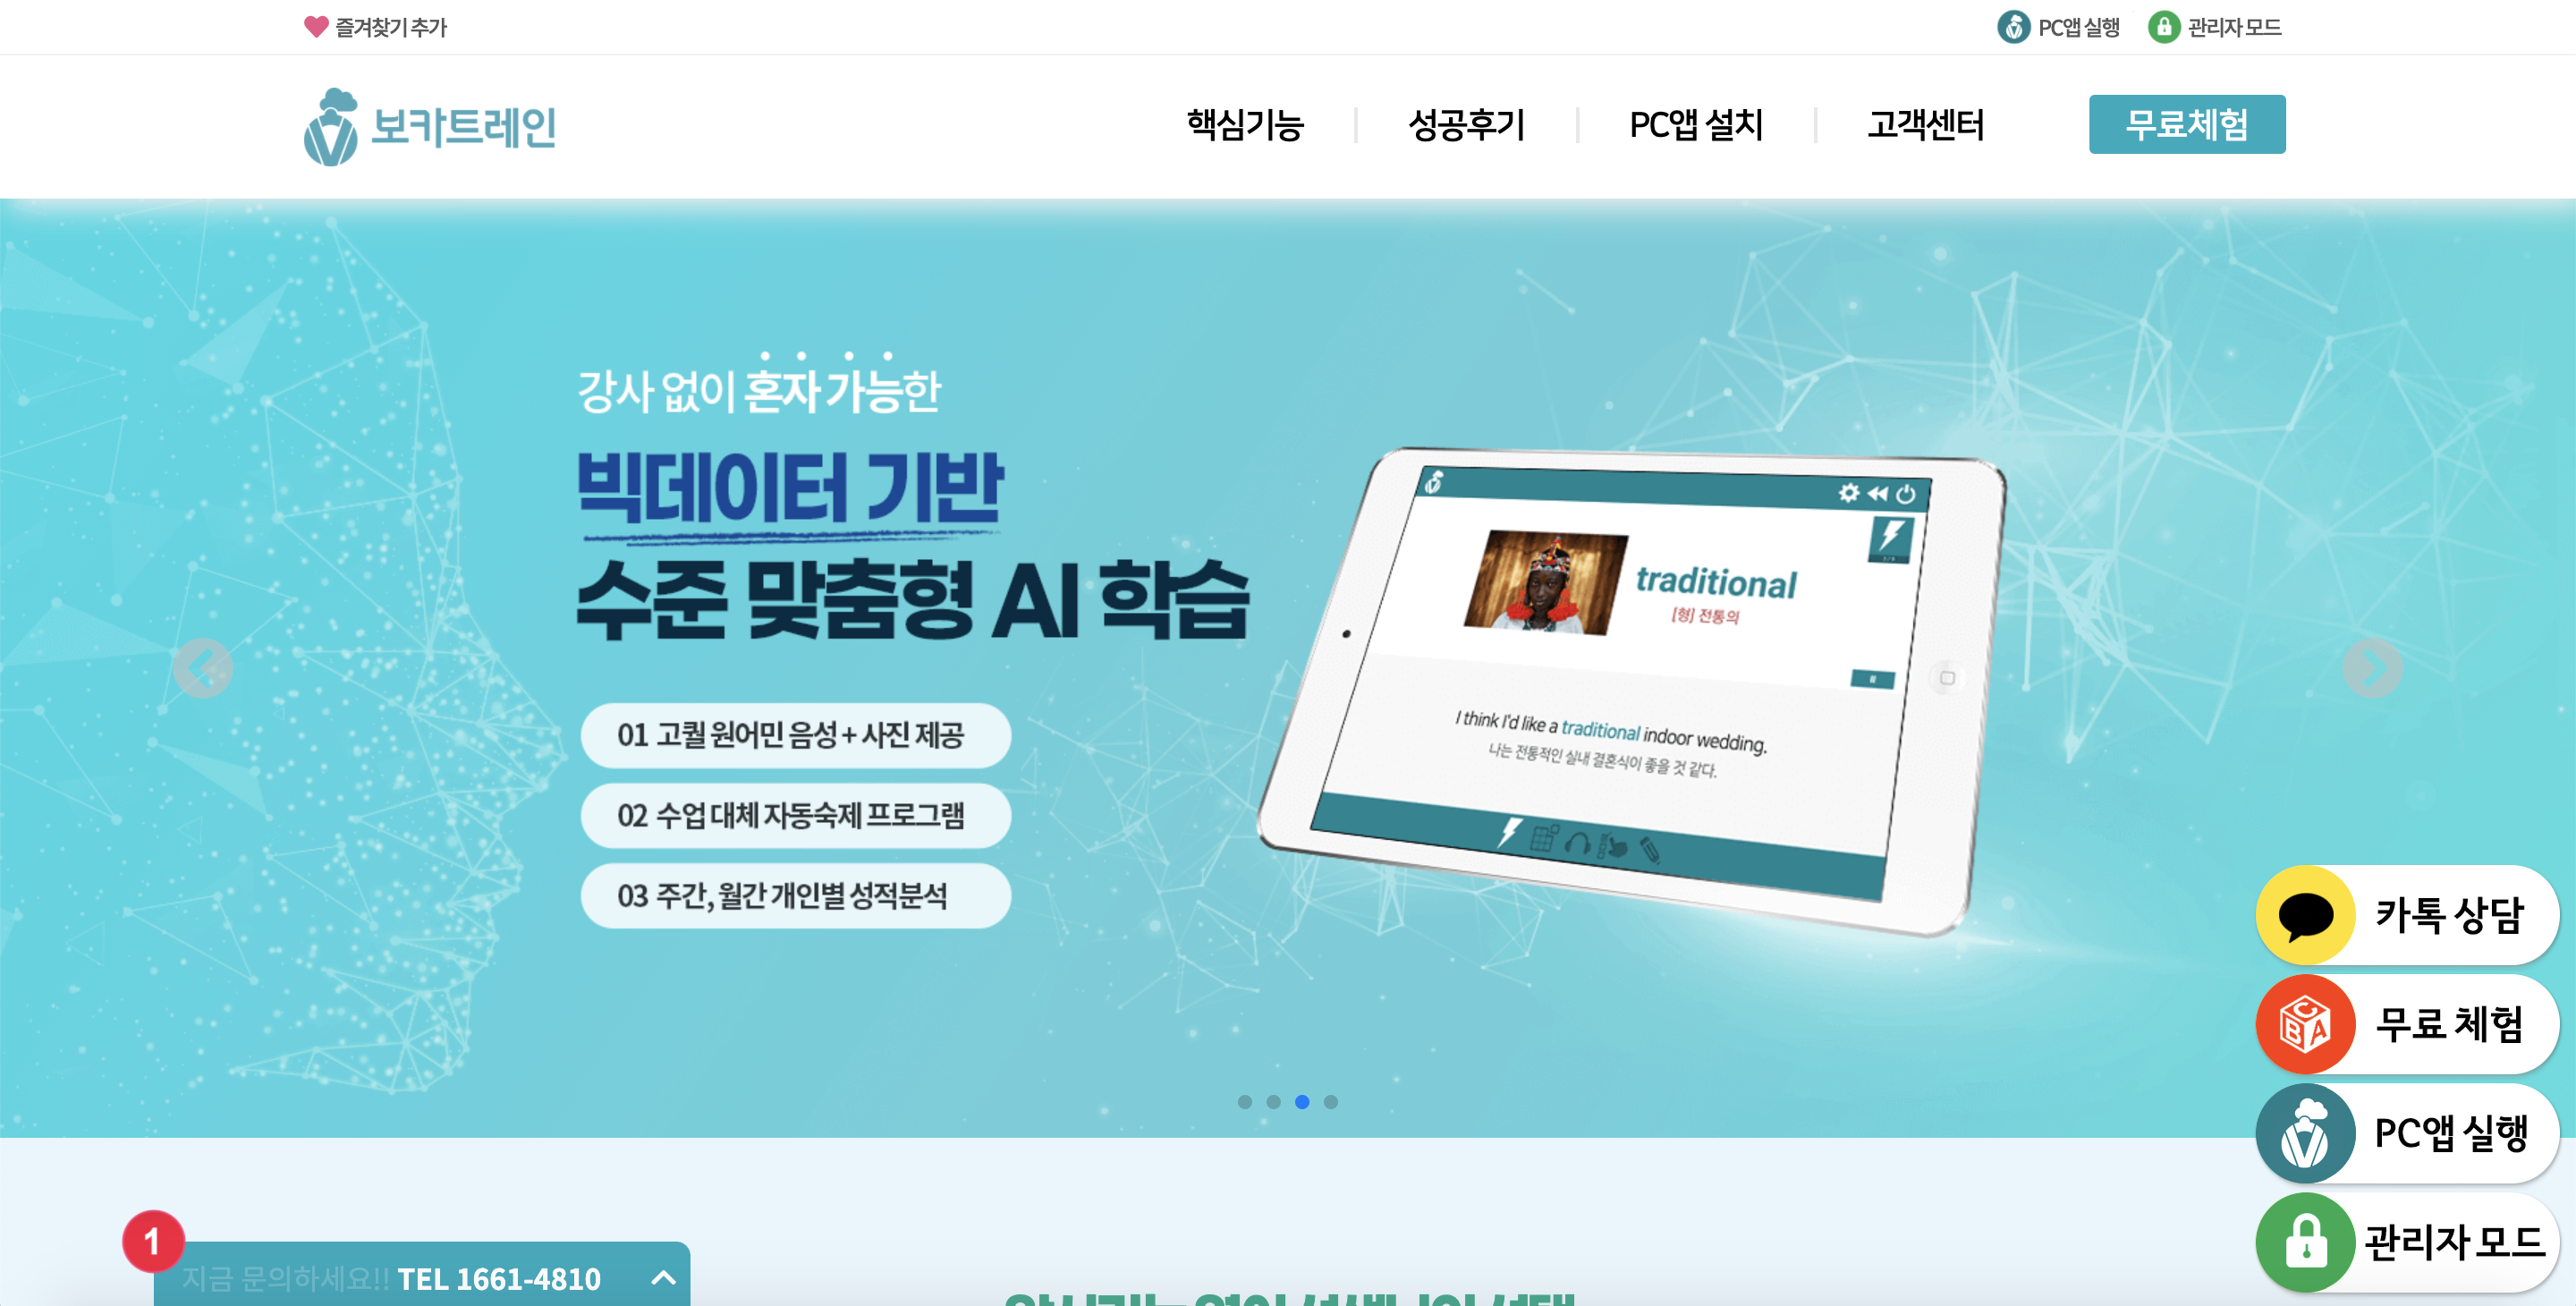 즐겨찾기 추가
PC앱 실행
관리자 모드
보카트레인
핵심기능
성공후기
PC앱 설치
고객센터
무료체험
강사 없이 혼자 가능한
빅데이터 기반
수준 맞춤형 AI 학습
01 고퀄 원어민 음성 + 사진 제공
02 수업 대체 자동숙제 프로그램
03 주간, 월간 개인별 성적분석
traditional
[형] 전통의
I think I'd like a traditional indoor wedding.
나는 전통적인 실내 결혼식이 좋을 것 같다.
카톡 상담
C
B A
무료 체험
PC앱 실행
관리자 모드
1
지금 문의하세요!! TEL 1661-4810